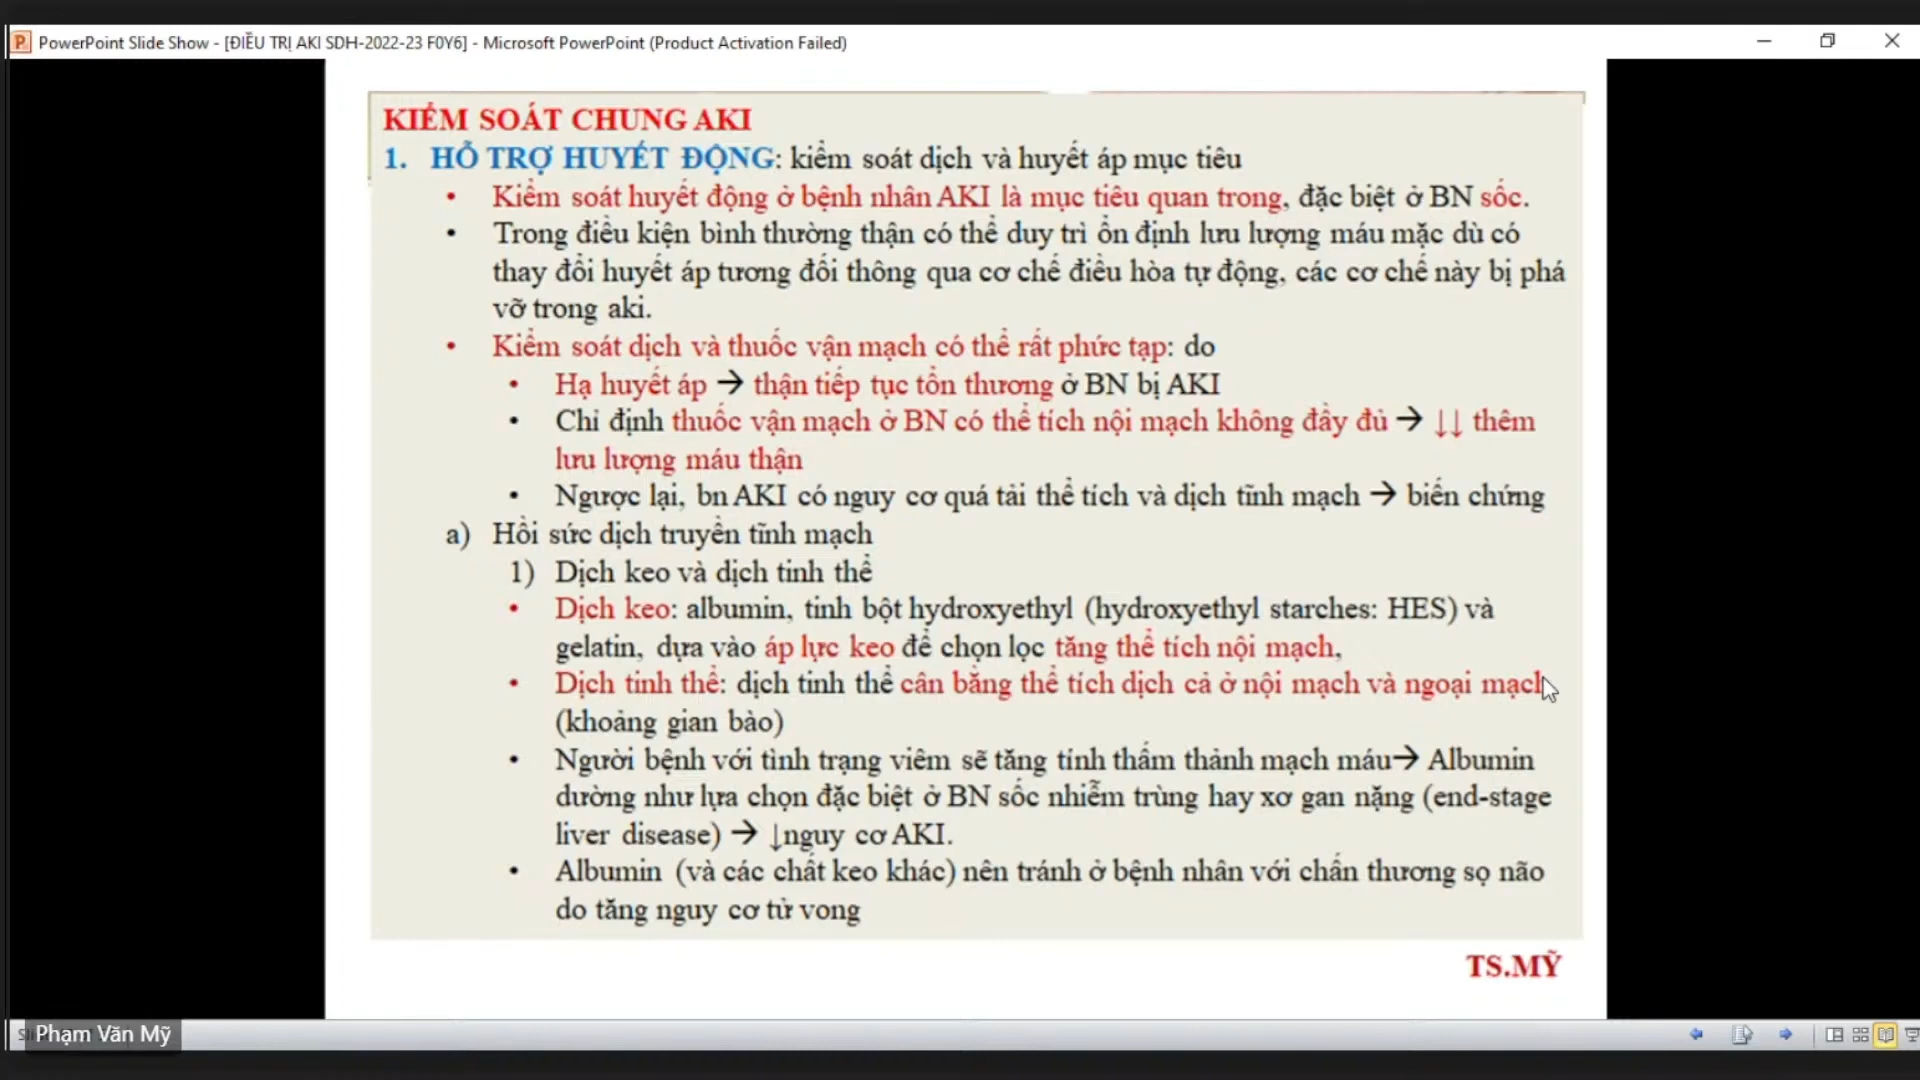 PowerPoint Slide Show - [ĐIỀU TRỊ AKI SDH-2022-23 F0Y6] - Microsoft PowerPoint (Product Activation Failed)
KIỂM SOÁT CHUNG AKI
1. HỖ TRỢ HUYẾT ĐỘNG: kiểm soát dịch và huyết áp mục tiêu
• Kiểm soát huyết động ở bệnh nhân AKI là mục tiêu quan trong, đặc biệt ở BN sốc.
• Trong điều kiện bình thường thận có thể duy trì ổn định lưu lượng máu mặc dù có
thay đổi huyết áp tương đối thông qua cơ chế điều hòa tự động, các cơ chế này bị phá
vỡ trong aki.
• Kiểm soát dịch và thuốc vận mạch có thể rất phức tạp: do
• Hạ huyết áp → thận tiếp tục tổn thương ở BN bị AKI
• Chỉ định thuốc vận mạch ở BN có thể tích nội mạch không đầy đủ → ↓↓ thêm
lưu lượng máu thận
• Ngược lại, bn AKI có nguy cơ quá tải thể tích và dịch tĩnh mạch → biến chứng
a) Hồi sức dịch truyền tĩnh mạch
1) Dịch keo và dịch tinh thể
• Dịch keo: albumin, tinh bột hydroxyethyl (hydroxyethyl starches: HES) và
gelatin, dựa vào áp lực keo để chọn lọc tăng thể tích nội mạch,
• Dịch tinh thể: dịch tinh thể cân bằng thể tích dịch cả ở nội mạch và ngoại mạch
(khoảng gian bào)
• Người bệnh với tình trạng viêm sẽ tăng tính thấm thành mạch máu→ Albumin
dường như lựa chọn đặc biệt ở BN sốc nhiễm trùng hay xơ gan nặng (end-stage
liver disease) → ↓nguy cơ AKI.
• Albumin (và các chất keo khác) nên tránh ở bệnh nhân với chấn thương sọ não
do tăng nguy cơ tử vong
TS.MỸ
Phạm Văn Mỹ